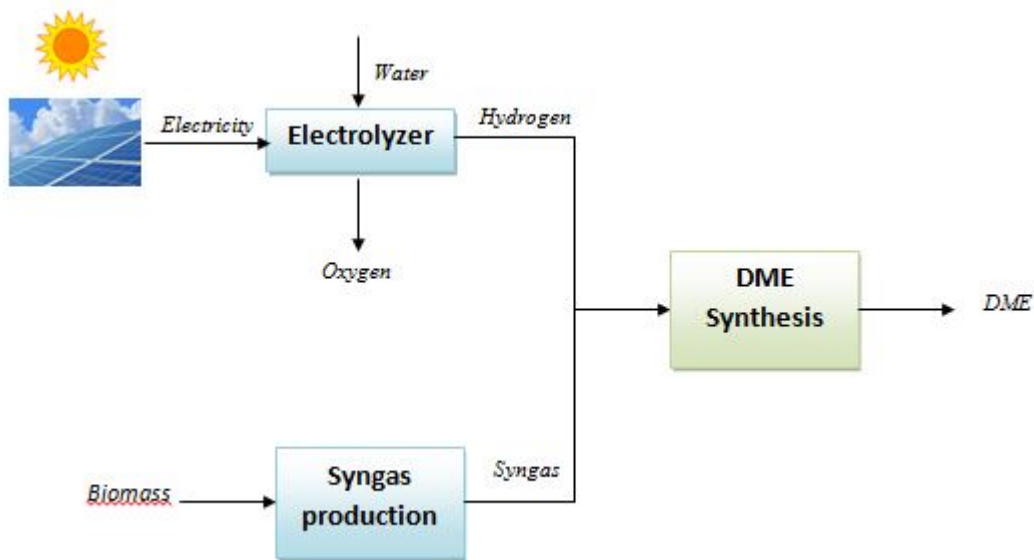 Water
Electricity
Electrolyzer
Hydrogen
Oxygen
DME
Synthesis
DME
Biomass
Syngas
production
Syngas